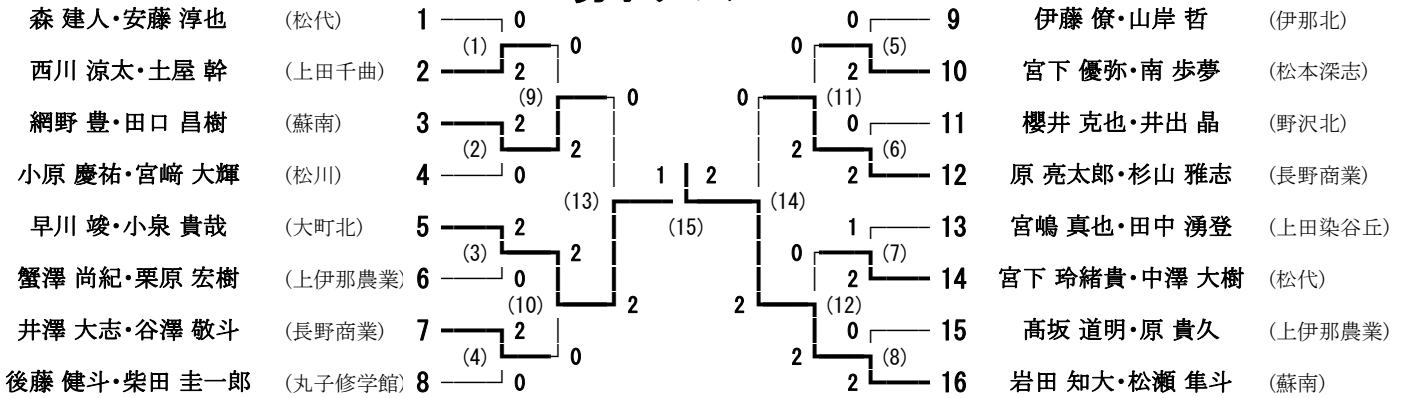 森 建人・安藤 淳也 (松代) 1 0 0 9 伊藤 僚・山岸 哲 (伊那北)
(1) 0 0 (5)
西川 涼太・土屋 幹 (上田千曲) 2 2 2 10 宮下 優弥・南 歩夢 (松本深志)
(9) 0 0 (11)
網野 豊・田口 昌樹 (蘇南) 3 2 0 11 櫻井 克也・井出 晶 (野沢北)
(2) 2 2 (6)
小原 慶祐・宮﨑 大輝 (松川) 4 0 1 2 2 12 原 亮太郎・杉山 雅志 (長野商業)
(13) (14)
早川 竣・小泉 貴哉 (大町北) 5 2 (15) 1 13 宮嶋 真也・田中 湧登 (上田染谷丘)
(3) 2 0 (7)
蟹澤 尚紀・栗原 宏樹 (上伊那農業) 6 0 2 14 宮下 玲緒貴・中澤 大樹 (松代)
(10) 2 2 (12)
井澤 大志・谷澤 敬斗 (長野商業) 7 2 0 15 髙坂 道明・原 貴久 (上伊那農業)
(4) 0 2 (8)
後藤 健斗・柴田 圭一郎 (丸子修学館) 8 0 2 16 岩田 知大・松瀬 隼斗 (蘇南)